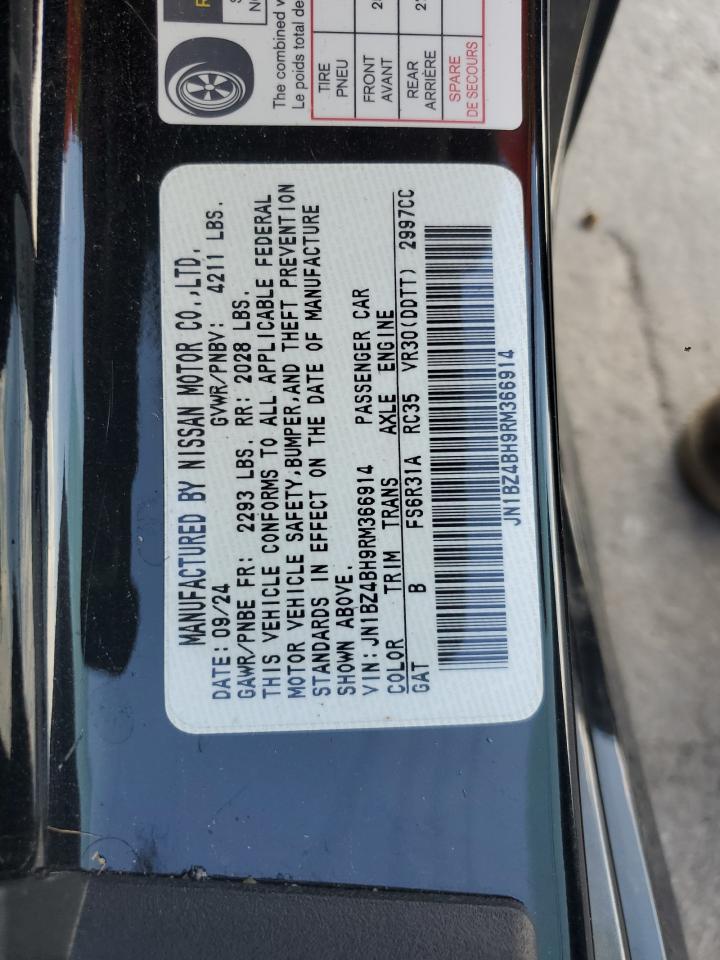 The combined w
Le poids total de
TIRE
PNEU
FRONT
AVANT
REAR
ARRIÈRE
SPARE
DE SECOURS
MANUFACTURED BY NISSAN MOTOR CO.,LTD.
DATE: 09/24 GVWR/PNBV: 4211 LBS.
GAWR/PNBE FR: 2293 LBS. RR: 2028 LBS.
THIS VEHICLE CONFORMS TO ALL APPLICABLE FEDERAL
MOTOR VEHICLE SAFETY,BUMPER,AND THEFT PREVENTION
STANDARDS IN EFFECT ON THE DATE OF MANUFACTURE
SHOWN ABOVE.
VIN:JN1BZ4BH9RM366914 PASSENGER CAR
COLOR TRIM TRANS AXLE ENGINE
GAT B FS6R31A RC35 VR30(DDTT) 2997CC
JN1BZ4BH9RM366914